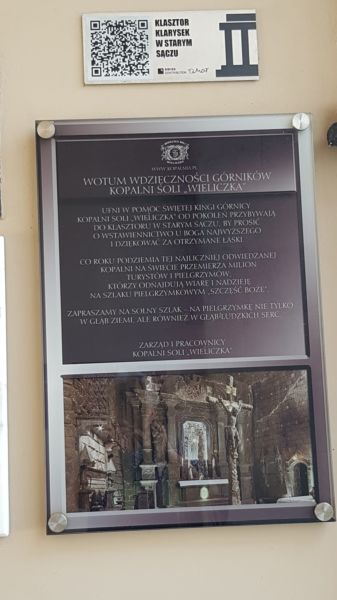 KLASZTOR
KLARYSEK
W STARYM
SĄCZU
WWW.KOPALNIA.PL
WOTUM WDZIĘCZNOŚCI GÓRNIKÓW
KOPALNI SOLI „WIELICZKA”
UFNI W POMOC ŚWIĘTEJ KINGI GÓRNICY
KOPALNI SOLI „WIELICZKA” OD POKOLEŃ PRZYBYWAJĄ
DO KLASZTORU W STARYM SĄCZU, BY PROSIĆ
O WSTAWIENNICTWO U BOGA NAJWYŻSZEGO
I DZIĘKOWAĆ ZA OTRZYMANE ŁASKI.
CO ROKU PODZIEMIA TEJ NAJLICZNIEJ ODWIEDZANEJ
KOPALNI NA ŚWIECIE PRZEMIERZA MILION
TURYSTÓW I PIELGRZYMÓW,
KTÓRZY ODNAJDUJĄ WIARĘ I NADZIEJĘ
NA SZLAKU PIELGRZYMKOWYM „SZCZĘŚĆ BOŻE”.
ZAPRASZAMY NA SOLNY SZLAK – NA PIELGRZYMKĘ NIE TYLKO
W GŁĄB ZIEMI, ALE RÓWNIEŻ W GŁĄB LUDZKICH SERC.
ZARZĄD I PRACOWNICY
KOPALNI SOLI „WIELICZKA”